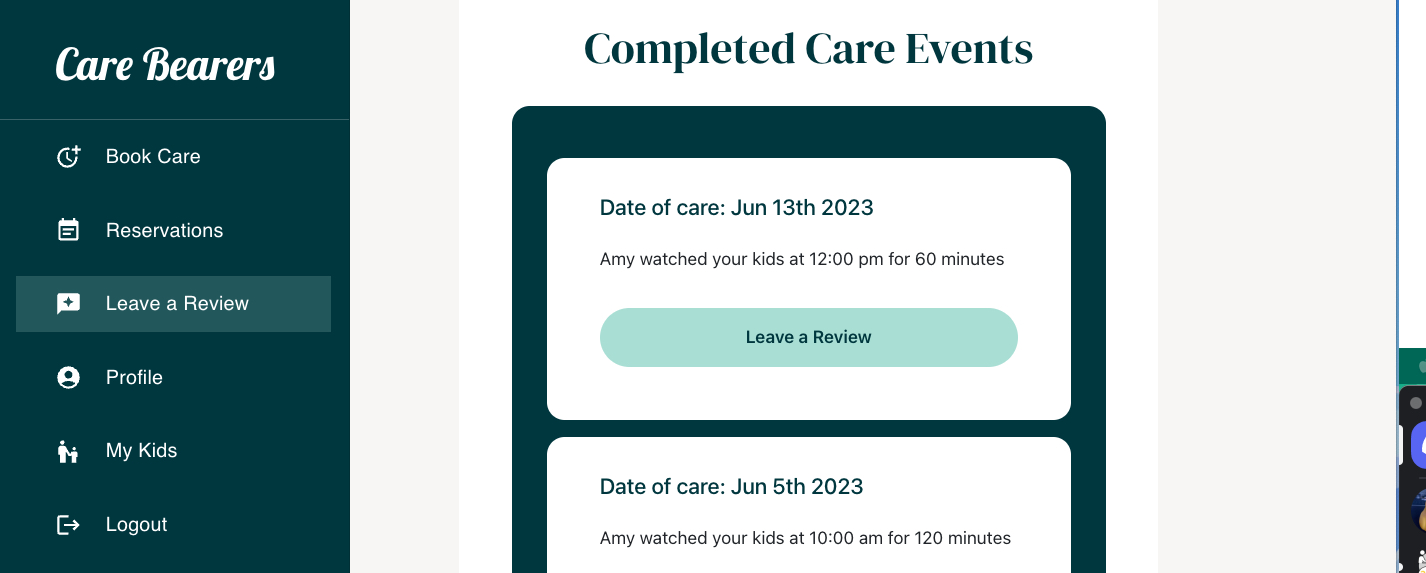 Care Bearers
Book Care
Reservations
Leave a Review
Profile
My Kids
Logout
Completed Care Events
Date of care: Jun 13th 2023
Amy watched your kids at 12:00 pm for 60 minutes
Leave a Review
Date of care: Jun 5th 2023
Amy watched your kids at 10:00 am for 120 minutes